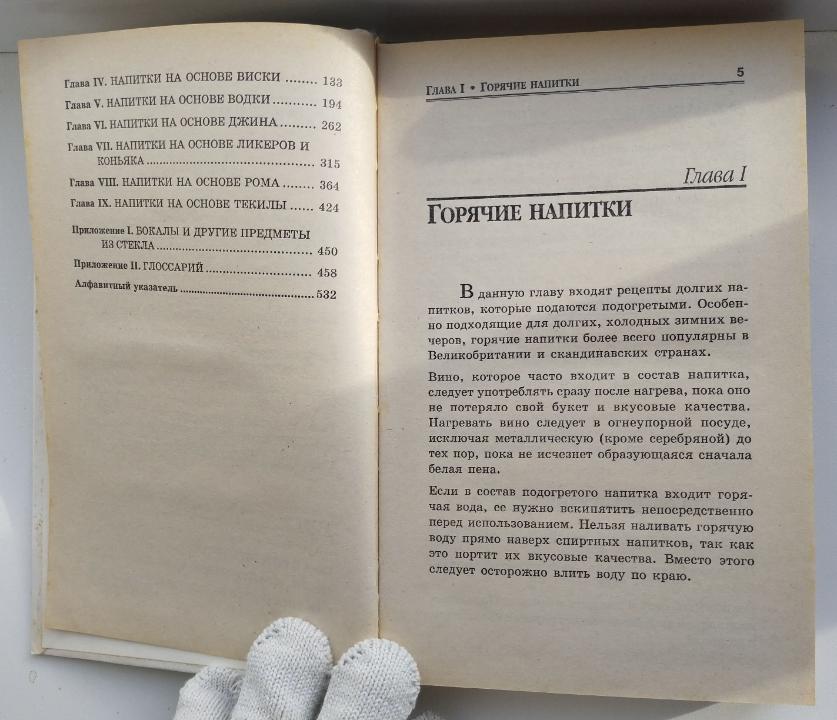 Глава IV. НАПИТКИ НА ОСНОВЕ ВИСКИ ........ 133
Глава V. НАПИТКИ НА ОСНОВЕ ВОДКИ........... 194
Глава VI. НАПИТКИ НА ОСНОВЕ ДЖИНА......... 262
Глава VII. НАПИТКИ НА ОСНОВЕ ЛИКЕРОВ И
КОНЬЯКА ........................................... 315
Глава VIII. НАПИТКИ НА ОСНОВЕ РОМА ........ 364
Глава IX. НАПИТКИ НА ОСНОВЕ ТЕКИЛЫ ...... 424
Приложение I. БОКАЛЫ И ДРУГИЕ ПРЕДМЕТЫ
ИЗ СТЕКЛА ........................................ 450
Приложение II. ГЛОССАРИЙ ........................... 458
Алфавитный указатель .................................. 532
ГЛАВА I • ГОРЯЧИЕ НАПИТКИ 5
Глава I
ГОРЯЧИЕ НАПИТКИ
В данную главу входят рецепты долгих на-
питков, которые подаются подогретыми. Особен-
но подходящие для долгих, холодных зимних ве-
черов, горячие напитки более всего популярны в
Великобритании и скандинавских странах.
Вино, которое часто входит в состав напитка,
следует употреблять сразу после нагрева, пока оно
не потеряло свой букет и вкусовые качества.
Нагревать вино следует в огнеупорной посуде,
исключая металлическую (кроме серебряной) до
тех пор, пока не исчезнет образующаяся сначала
белая пена.
Если в состав подогретого напитка входит горя-
чая вода, ее нужно вскипятить непосредственно
перед использованием. Нельзя наливать горячую
воду прямо наверх спиртных напитков, так как
это портит их вкусовые качества. Вместо этого
следует осторожно влить воду по краю.